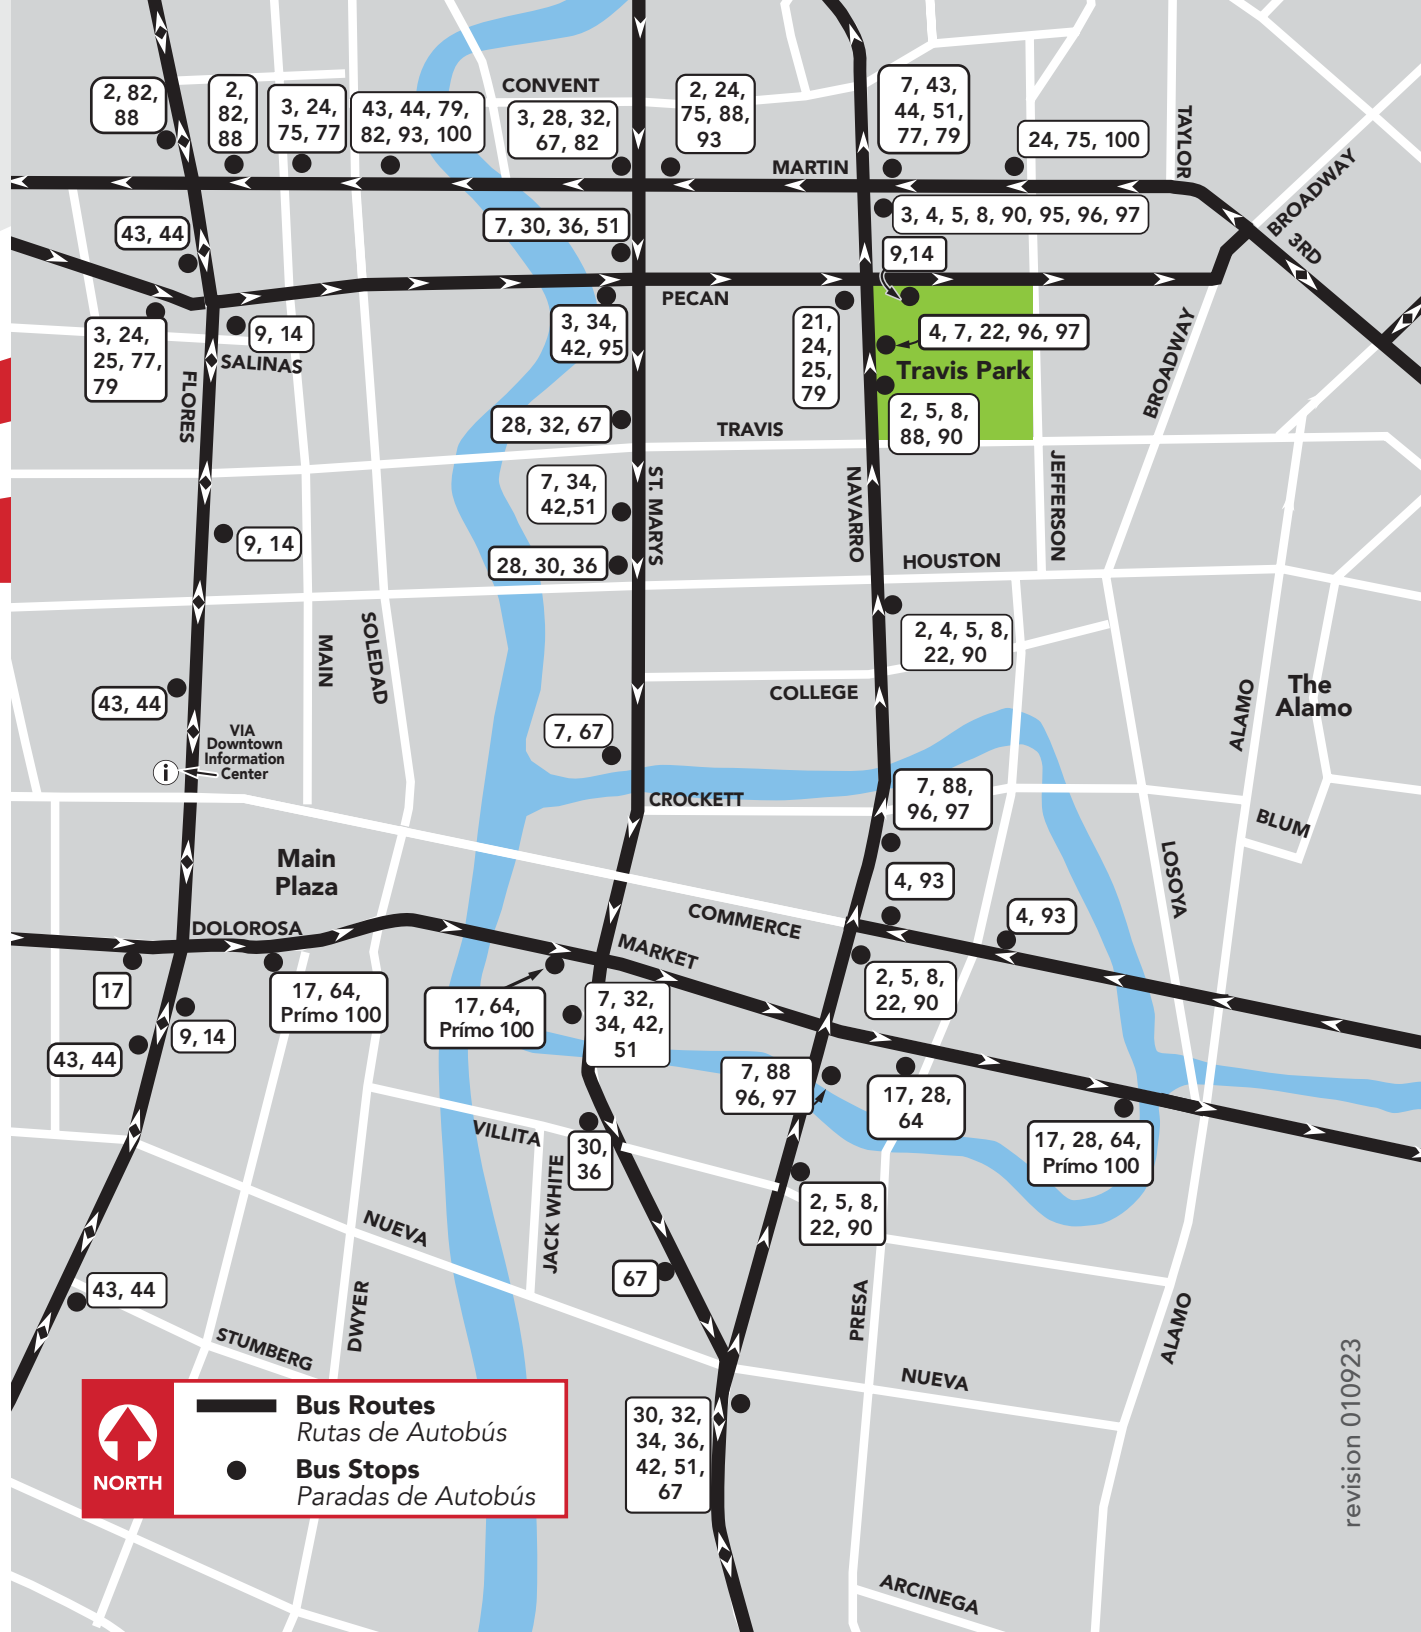 CONVENT
2, 82,
88
2,
82,
88
3, 24,
75, 77
43, 44, 79,
82, 93, 100
3, 28, 32,
67, 82
2, 24,
75, 88,
93
7, 43,
44, 51,
77, 79
24, 75, 100
TAYLOR
MARTIN
BROADWAY
3RD
3, 4, 5, 8, 90, 95, 96, 97
7, 30, 36, 51
43, 44
9,14
PECAN
3, 24,
25, 77,
79
9, 14
SALINAS
3, 34,
42, 95
21,
24,
25,
79
4, 7, 22, 96, 97
Travis Park
2, 5, 8,
88, 90
BROADWAY
FLORES
28, 32, 67
TRAVIS
7, 34,
42,51
ST. MARYS
NAVARRO
JEFFERSON
9, 14
28, 30, 36
HOUSTON
2, 4, 5, 8,
22, 90
MAIN
SOLEDAD
COLLEGE
ALAMO
The
Alamo
43, 44
VIA
Downtown
Information
Center
i
7, 67
CROCKETT
7, 88,
96, 97
BLUM
Main
Plaza
4, 93
LOSOYA
DOLOROSA
COMMERCE
4, 93
MARKET
17
17, 64,
Prímo 100
17, 64,
Prímo 100
7, 32,
34, 42,
51
2, 5, 8,
22, 90
9, 14
43, 44
7, 88
96, 97
17, 28,
64
17, 28, 64,
Prímo 100
VILLITA
30,
36
JACK WHITE
2, 5, 8,
22, 90
NUEVA
67
43, 44
STUMBERG
DWYER
PRESA
ALAMO
NUEVA
30, 32,
34, 36,
42, 51,
67
NORTH
Bus Routes
Rutas de Autobús
Bus Stops
Paradas de Autobús
ARCINEGA
revision 010923